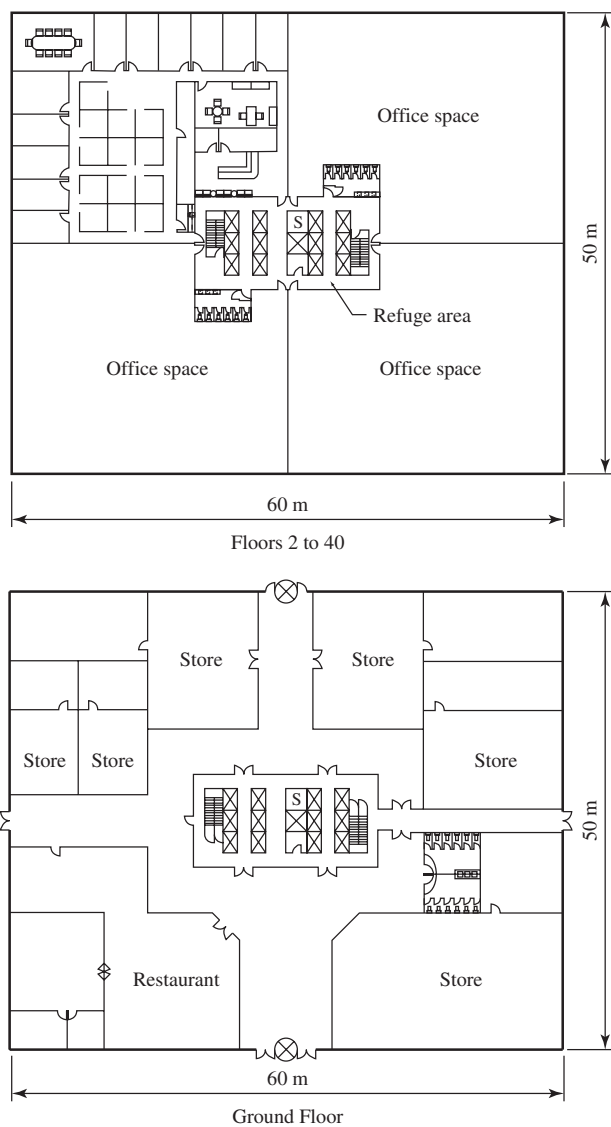 Office space
50 m
S
Refuge area
Office space
Office space
60 m
Floors 2 to 40
Store
Store
Store
Store
Store
S
50 m
Restaurant
Store
60 m
Ground Floor